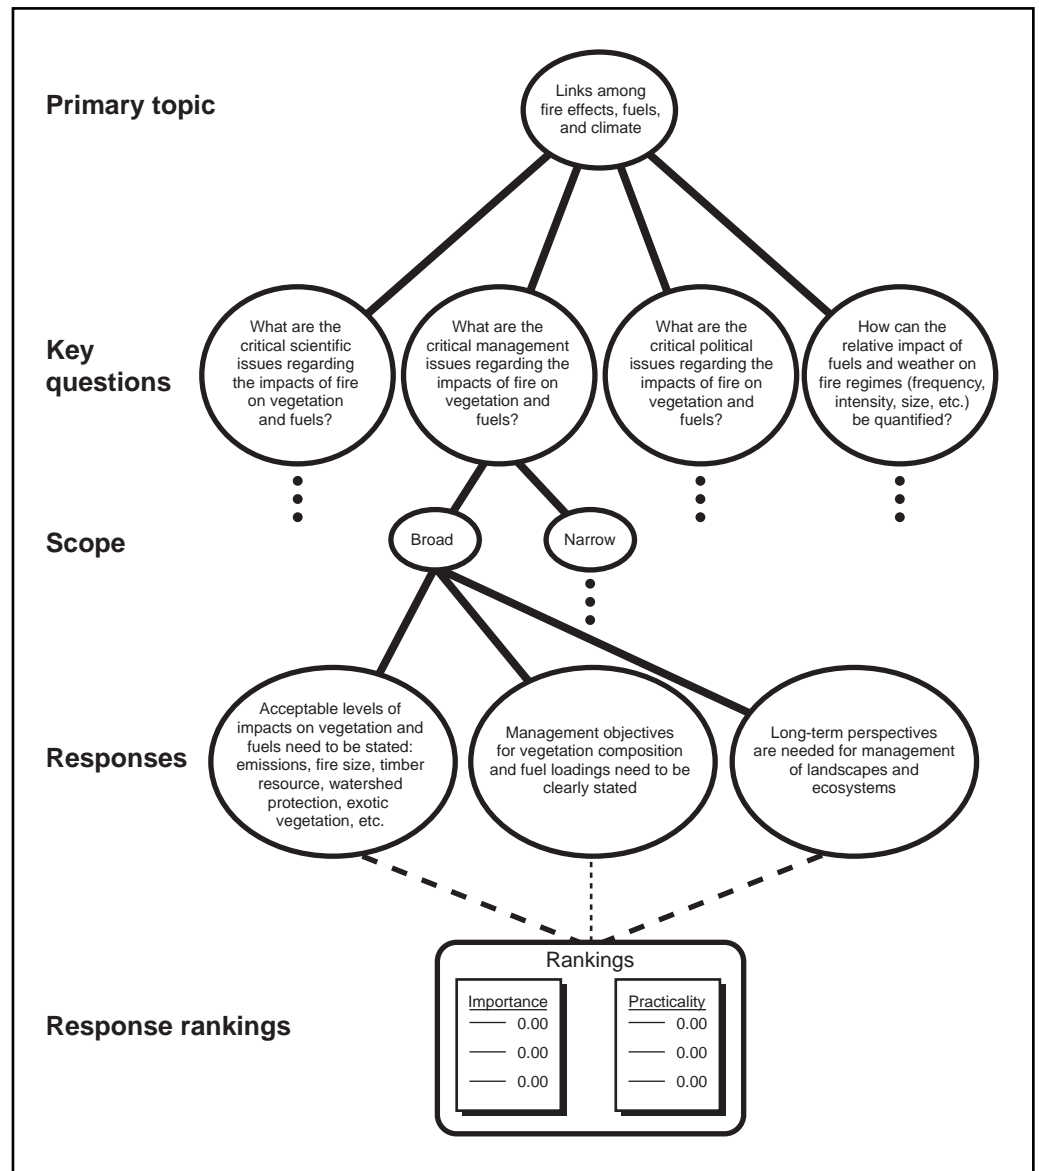 Primary topic
Links among
fire effects, fuels,
and climate
Key
questions
What are the
critical scientific
issues regarding
the impacts of fire
on vegetation
and fuels?
What are the
critical management
issues regarding the
impacts of fire on
vegetation and
fuels?
What are the
critical political
issues regarding the
impacts of fire on
vegetation and
fuels?
How can the
relative impact of
fuels and weather on
fire regimes (frequency,
intensity, size, etc.)
be quantified?
Scope
Broad
Narrow
Responses
Acceptable levels of
impacts on vegetation and
fuels need to be stated:
emissions, fire size, timber
resource, watershed
protection, exotic
vegetation, etc.
Management objectives
for vegetation composition
and fuel loadings need to be
clearly stated
Long-term perspectives
are needed for management
of landscapes and
ecosystems
Response rankings
Rankings
Importance
0.00
0.00
0.00
Practicality
0.00
0.00
0.00